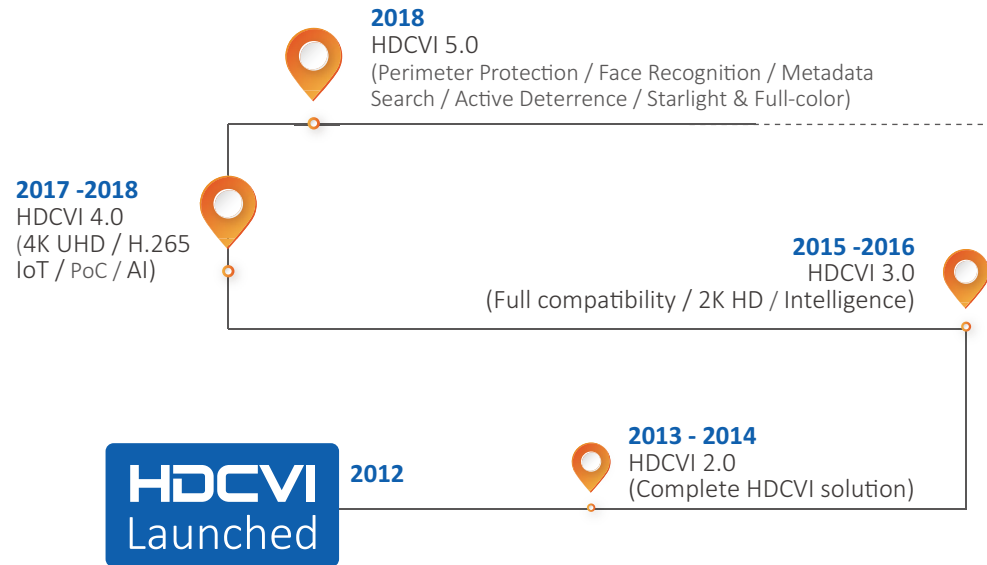 2018
HDCVI 5.0
(Perimeter Protection / Face Recognition / Metadata
Search / Active Deterrence / Starlight & Full-color)
2017 -2018
HDCVI 4.0
(4K UHD / H.265
IoT / PoC / AI)
2015 -2016
HDCVI 3.0
(Full compatibility / 2K HD / Intelligence)
2013 - 2014
HDCVI 2.0
(Complete HDCVI solution)
2012
HDCVI
Launched